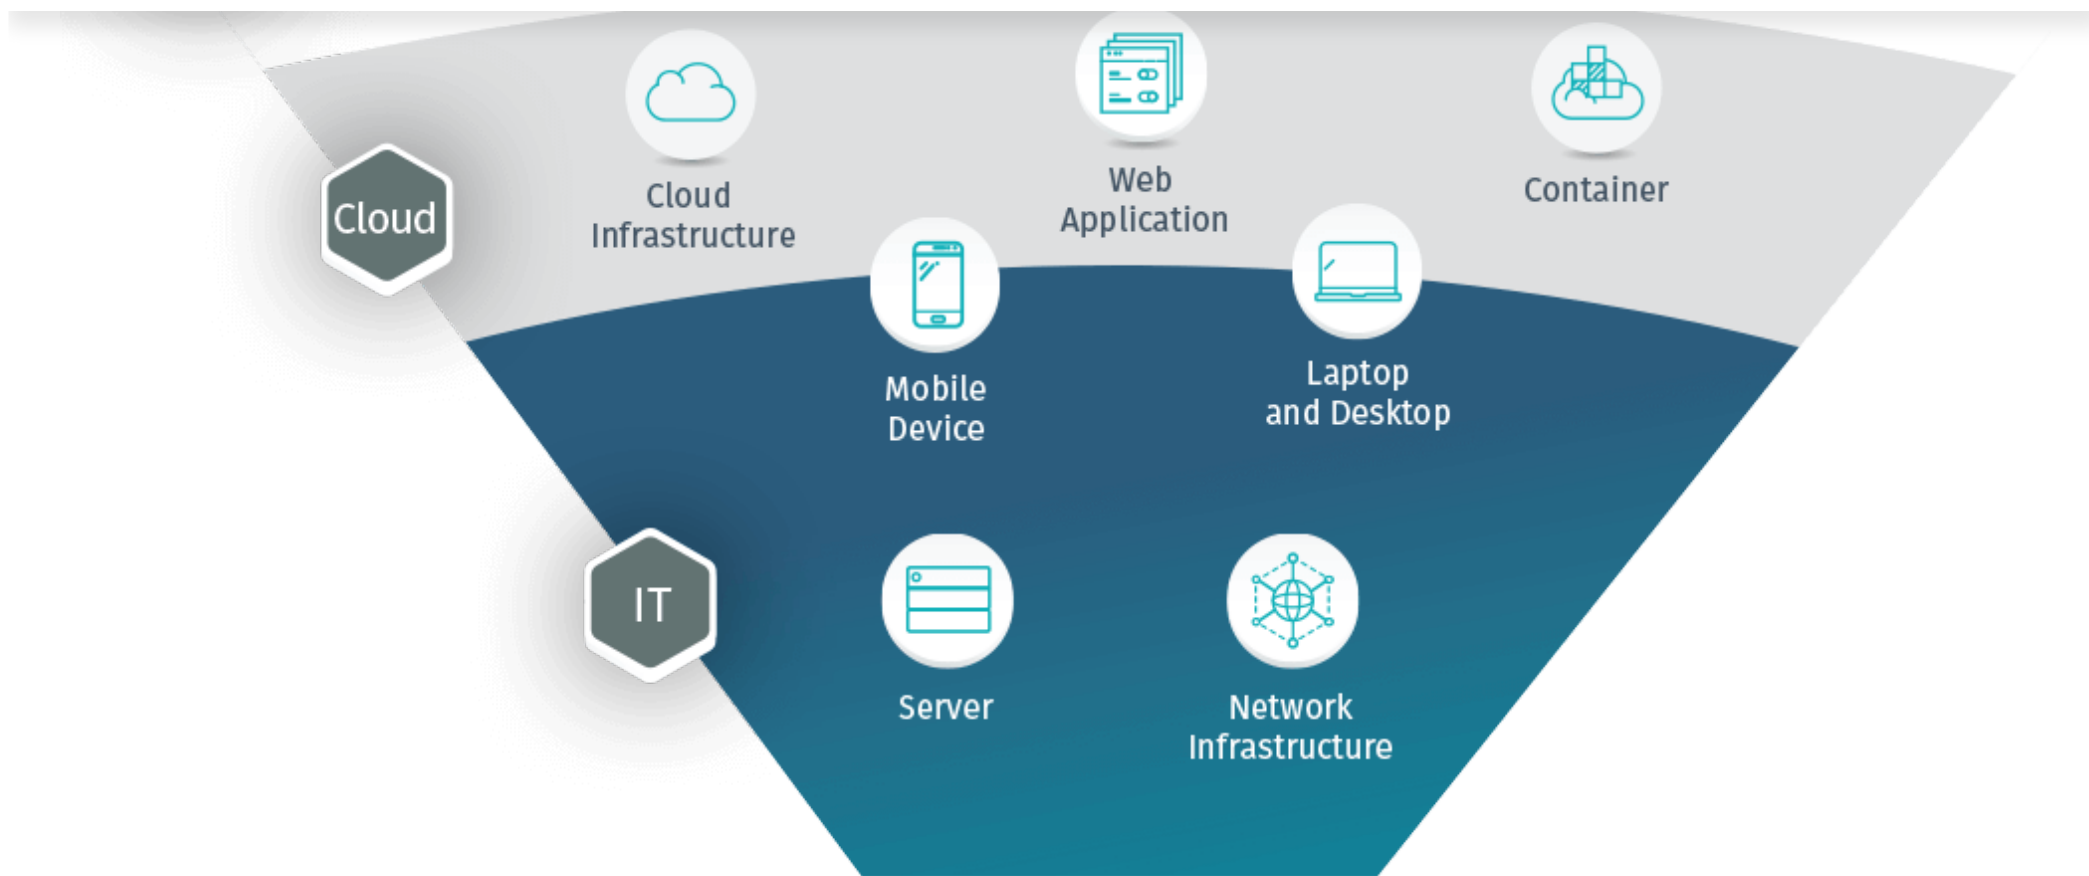 Cloud
Cloud
Infrastructure
Web
Application
Container
Mobile
Device
Laptop
and Desktop
IT
Server
Network
Infrastructure